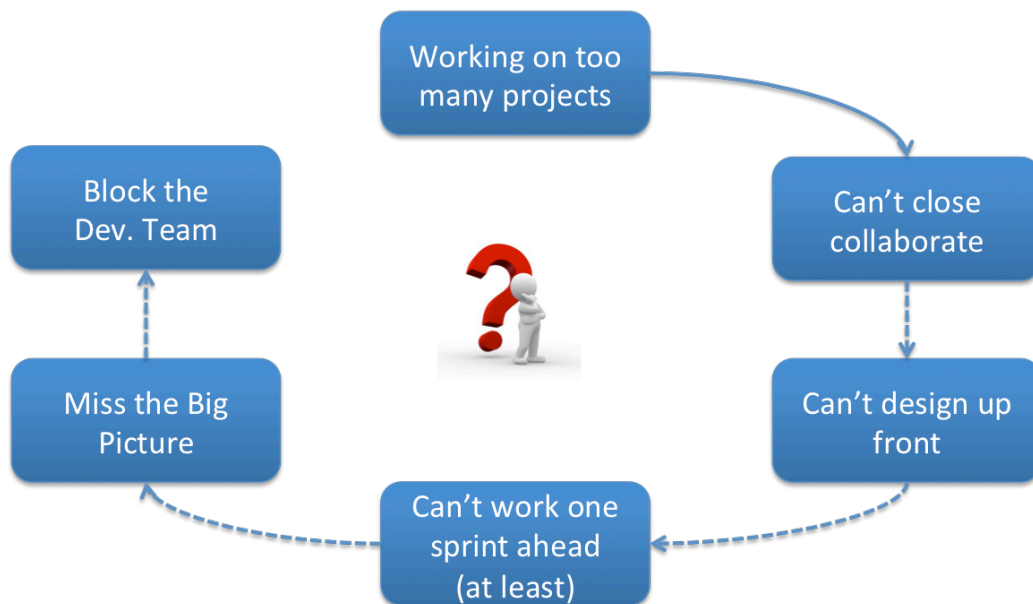 Working on too
many projects
Can’t close
collaborate
Can’t design up
front
Can’t work one
sprint ahead
(at least)
Miss the Big
Picture
Block the
Dev. Team